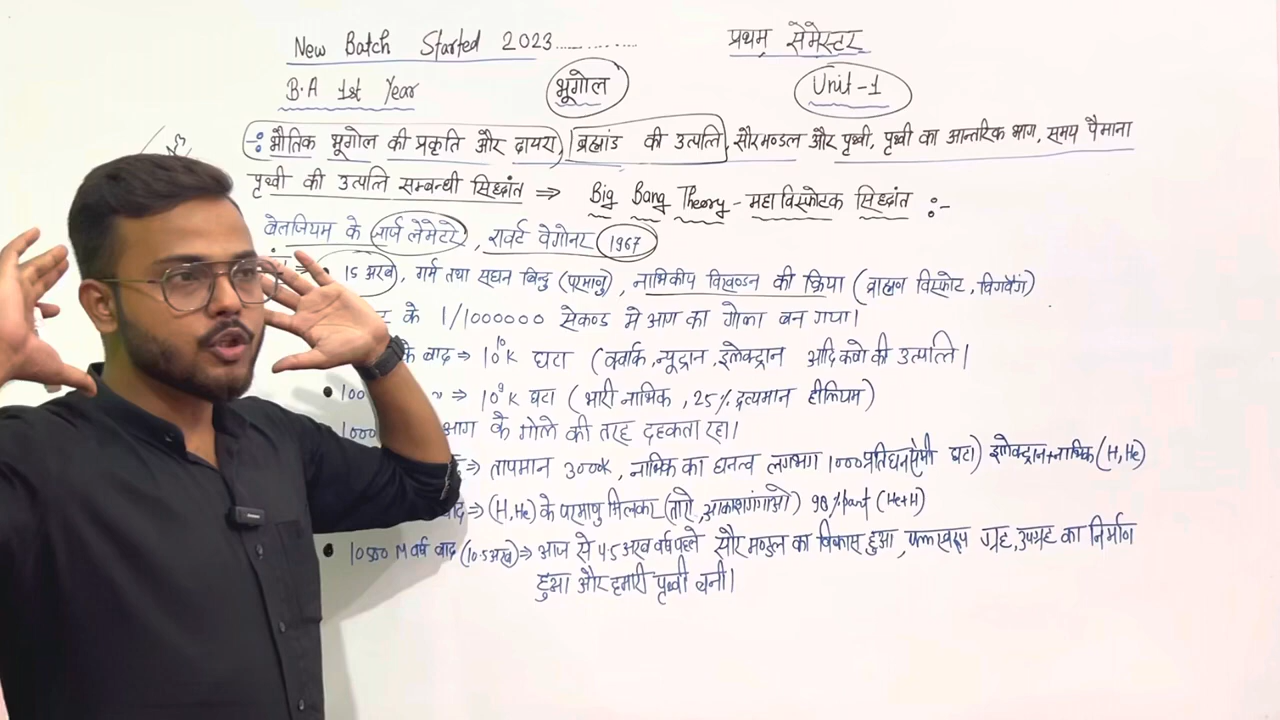 New Batch Started 2023.............. प्रथम सेमेस्टर
B.A 1st Year भूगोल Unit-1
-: भौतिक भूगोल की प्रकृति और दायरा, ब्रह्मांड की उत्पत्ति, सौरमण्डल और पृथ्वी, पृथ्वी का आन्तरिक भाग, समय पैमाना
पृथ्वी की उत्पत्ति सम्बन्धी सिद्धांत ⇒ Big Bang Theory - महाविस्फोटक सिद्धांत :-
बेलजियम के जार्ज लेमेटेर, राबर्ट वेगोनर 1967
15 अरब, गर्म तथा सघन बिन्दु (परमाणु), नाभिकीय विखण्डन की क्रिया (ब्राह्मण विस्फोट, बिगबैंग)
के 1/1000000 सेकण्ड मे आग का गोला बन गया।
के बाद ⇒ 10¹⁰K घटा (क्वार्क, न्यूट्रान, इलेक्ट्रान आदि कणो की उत्पत्ति।
• 100 ⇒ 10⁹K घटा (भारी नाभिक, 25% द्रव्यमान हीलियम)
1000 आग के गोले की तरह दहकता रहा।
⇒ तापमान 3000k, नाभिक का घनत्व लगभग 1000 प्रतिघनसेमी घटा) इलेक्ट्रान+नाभिक (H, He)
बाद ⇒ (H, He) के परमाणु मिलकर (तारो, आकाशगंगाओ) 98% part (He+H)
• 10500 M वर्ष बाद (10.5 अरब) ⇒ आज से 4.5 अरब वर्ष पहले सौर मण्डल का विकास हुआ, फलस्वरूप ग्रह, उपग्रह का निर्माण
हुआ और हमारी पृथ्वी बनी।